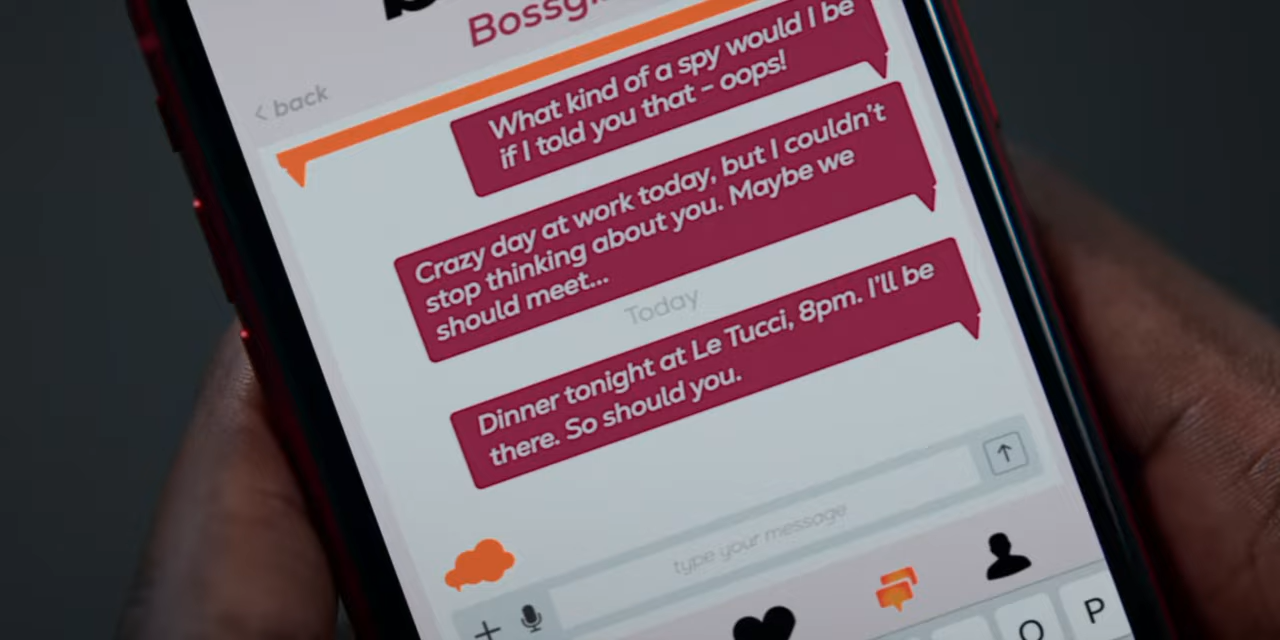 < back
What kind of a spy would I be
if I told you that - oops!
Crazy day at work today, but I couldn't
stop thinking about you. Maybe we
should meet...
Today
Dinner tonight at Le Tucci, 8pm. I'll be
there. So should you.
type your message
O
P